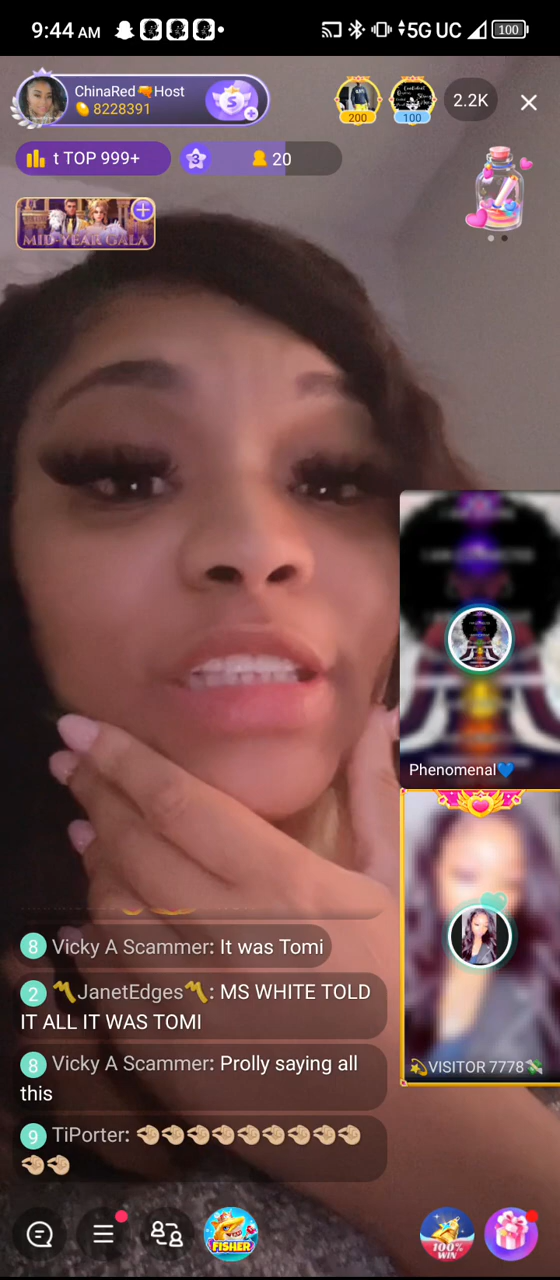 9:44 AM
5G UC
100
ChinaRed🔫Host
8228391
S
200
100
2.2K
t TOP 999+
3
20
MID-YEAR GALA
Phenomenal💙
8 Vicky A Scammer: It was Tomi
2 〽️JanetEdges〽️: MS WHITE TOLD
IT ALL IT WAS TOMI
8 Vicky A Scammer: Prolly saying all
this
💫VISITOR 7778💸
9 TiPorter: 🤏🏼🤏🏼🤏🏼🤏🏼🤏🏼🤏🏼🤏🏼🤏🏼🤏🏼
🤏🏼🤏🏼
FISHER
100%
WIN